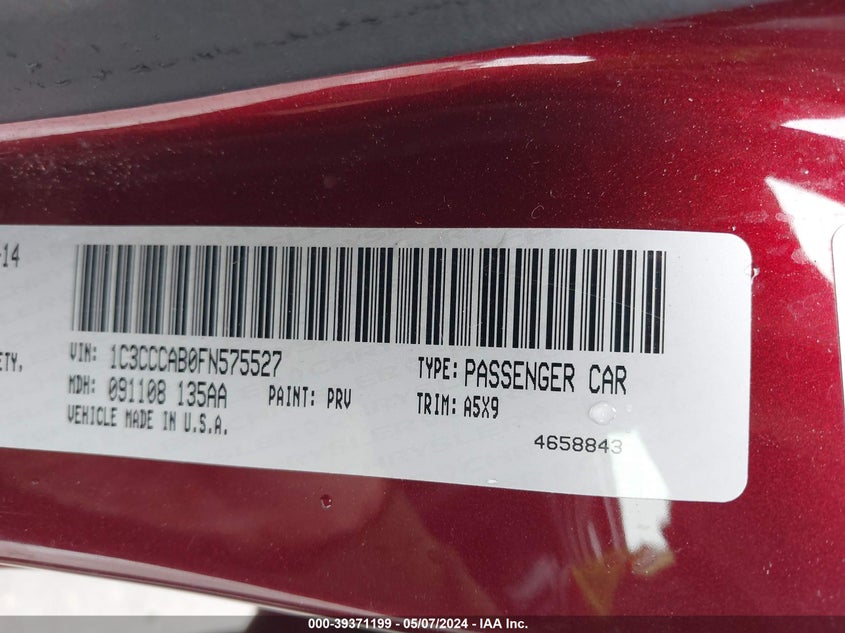 -14
VIN: 1C3CCCAB0FN575527
TYPE: PASSENGER CAR
ETY,
MDH: 091108 135AA
PAINT: PRV
TRIM: A5X9
VEHICLE MADE IN U.S.A.
4658843
000-39371199 - 05/07/2024 - IAA Inc.